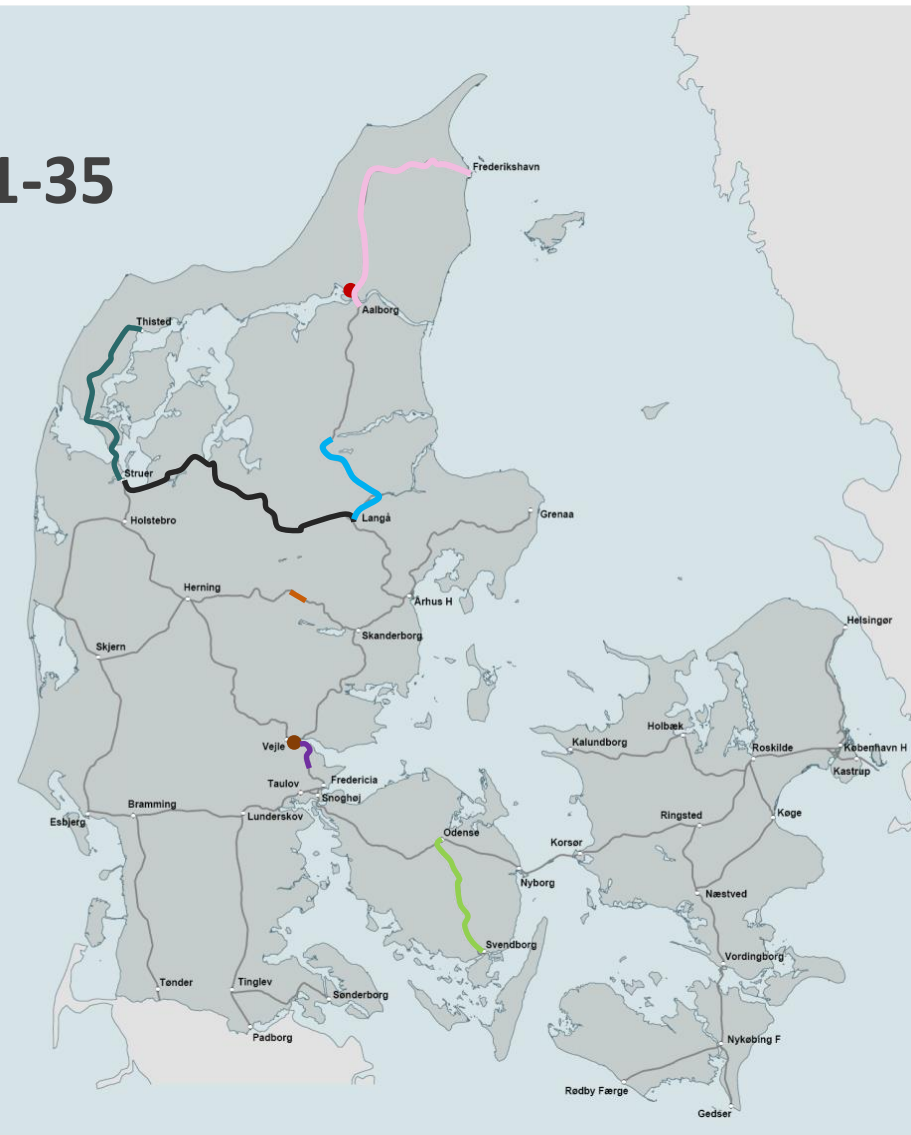 1-35
Frederikshavn
Aalborg
Thisted
Struer
Holstebro
Langå
Grenaa
Herning
Århus H
Skanderborg
Helsingør
Skjern
Holbæk
Vejle
Kalundborg
Roskilde
København H
Kastrup
Taulov
Fredericia
Snoghøj
Bramming
Esbjerg
Lunderskov
Ringsted
Køge
Odense
Korsør
Nyborg
Næstved
Svendborg
Vordingborg
Tønder
Tinglev
Sønderborg
Padborg
Nykøbing F
Rødby Færge
Gedser